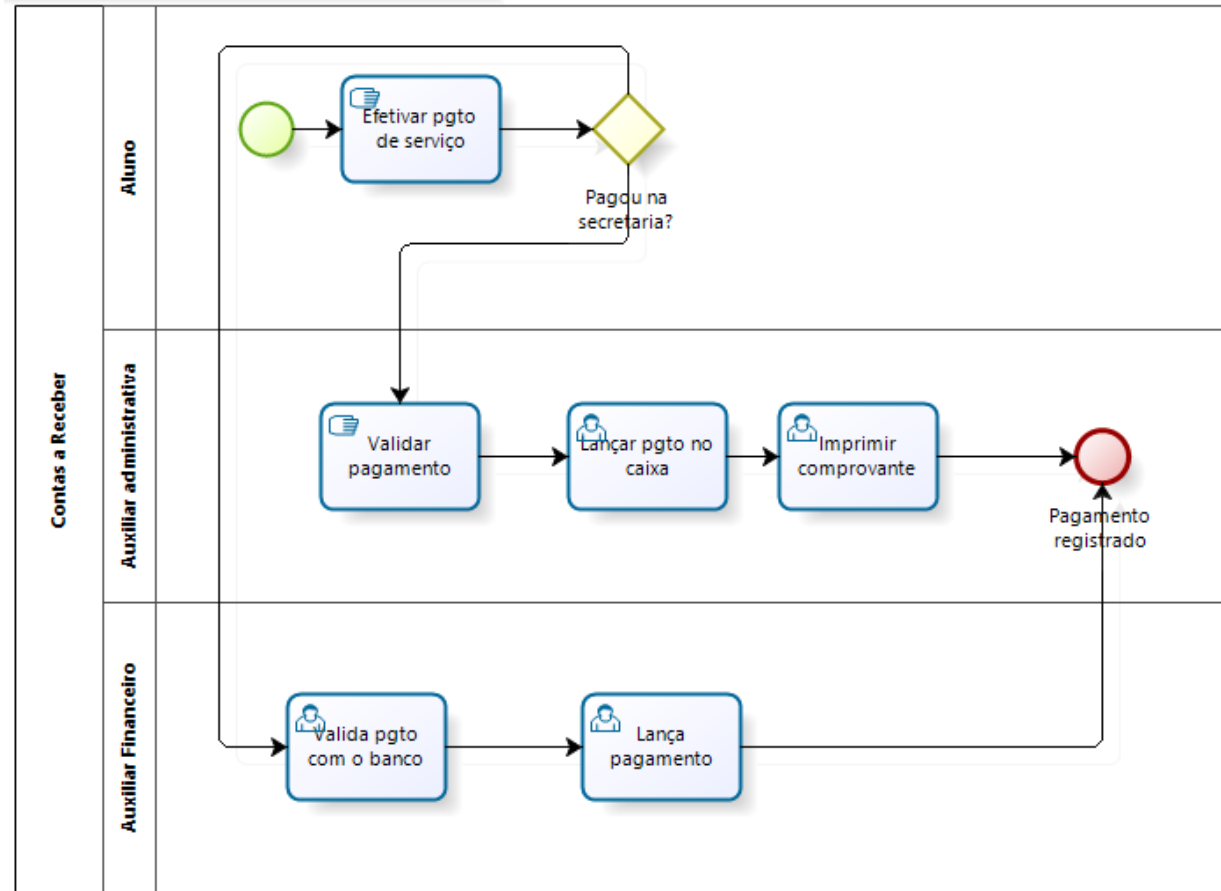 Contas a Receber
Aluno
Efetivar pgto
de serviço
Pagou na
secretaria?
Auxiliar administrativa
Validar
pagamento
Lançar pgto no
caixa
Imprimir
comprovante
Pagamento
registrado
Auxiliar Financeiro
Valida pgto
com o banco
Lança
pagamento